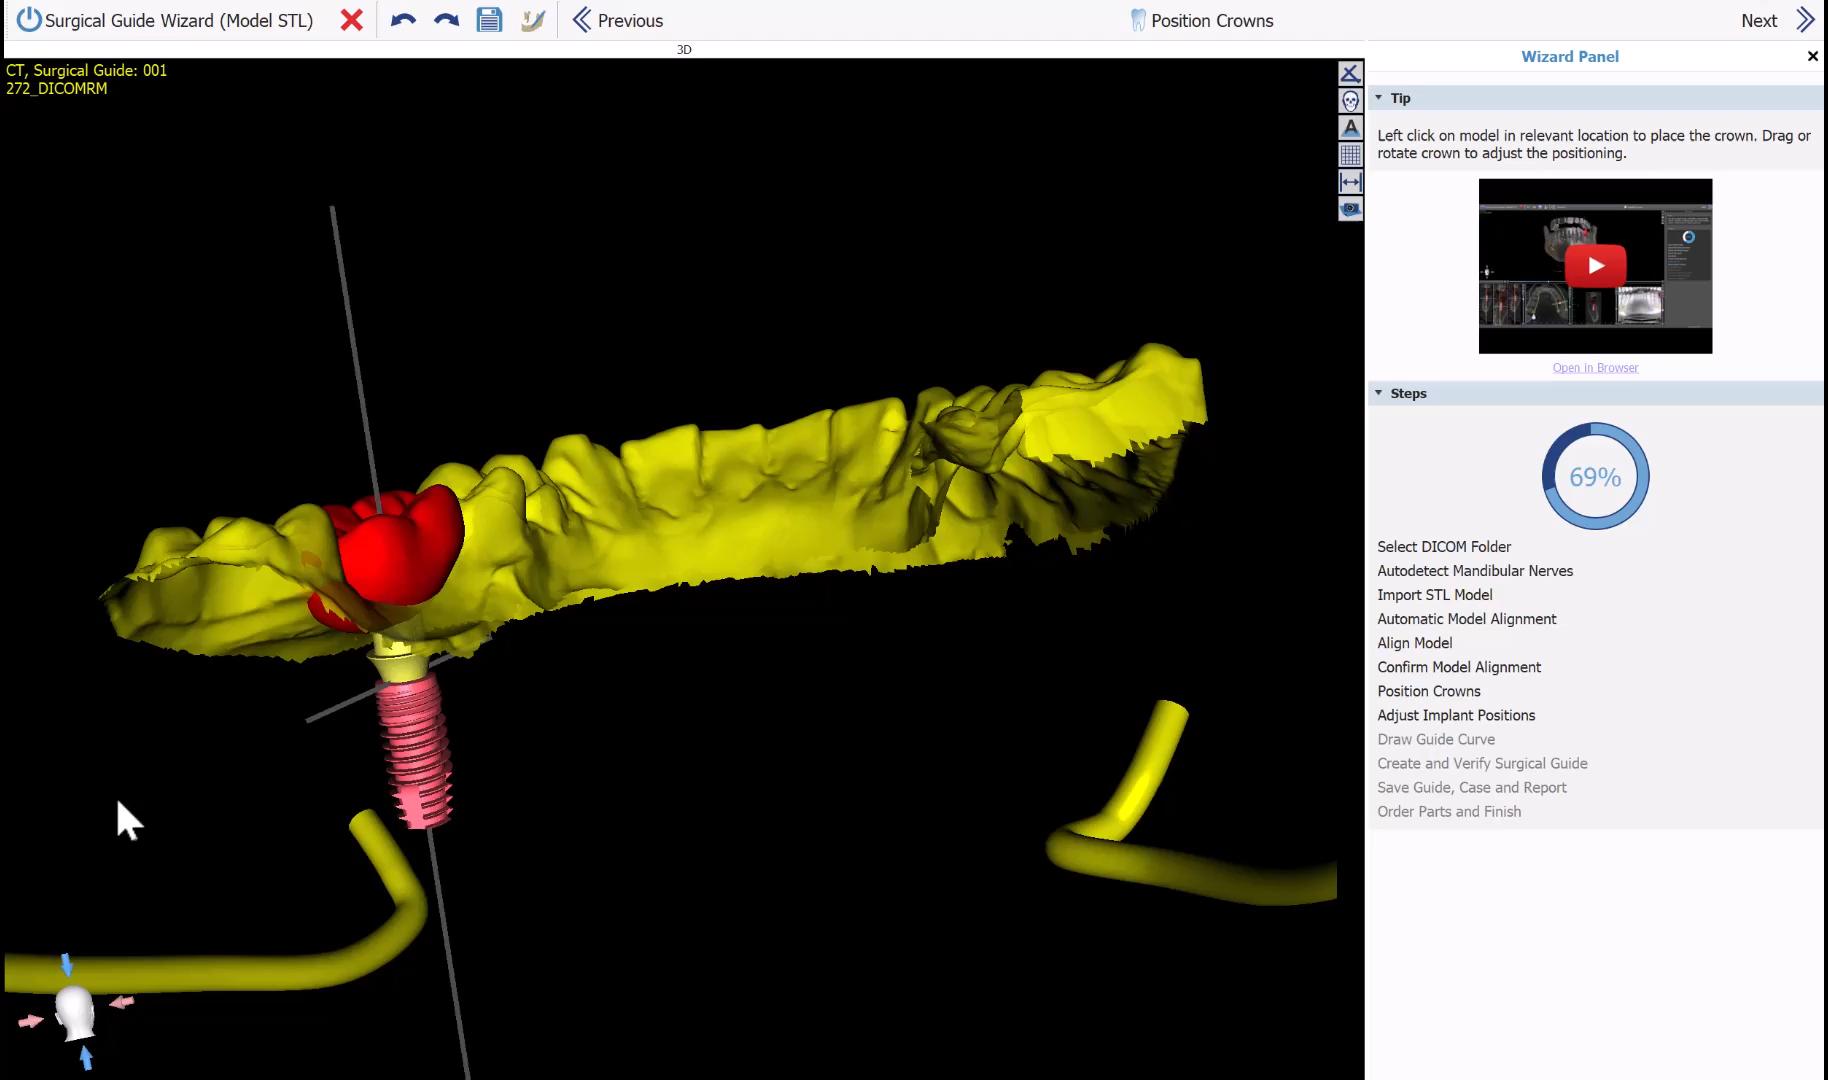 Surgical Guide Wizard (Model STL)
Previous
Position Crowns
Next
3D
CT, Surgical Guide: 001
272_DICOMRM
A
Wizard Panel
Tip
Left click on model in relevant location to place the crown. Drag or
rotate crown to adjust the positioning.
Open in Browser
Steps
69%
Select DICOM Folder
Autodetect Mandibular Nerves
Import STL Model
Automatic Model Alignment
Align Model
Confirm Model Alignment
Position Crowns
Adjust Implant Positions
Draw Guide Curve
Create and Verify Surgical Guide
Save Guide, Case and Report
Order Parts and Finish